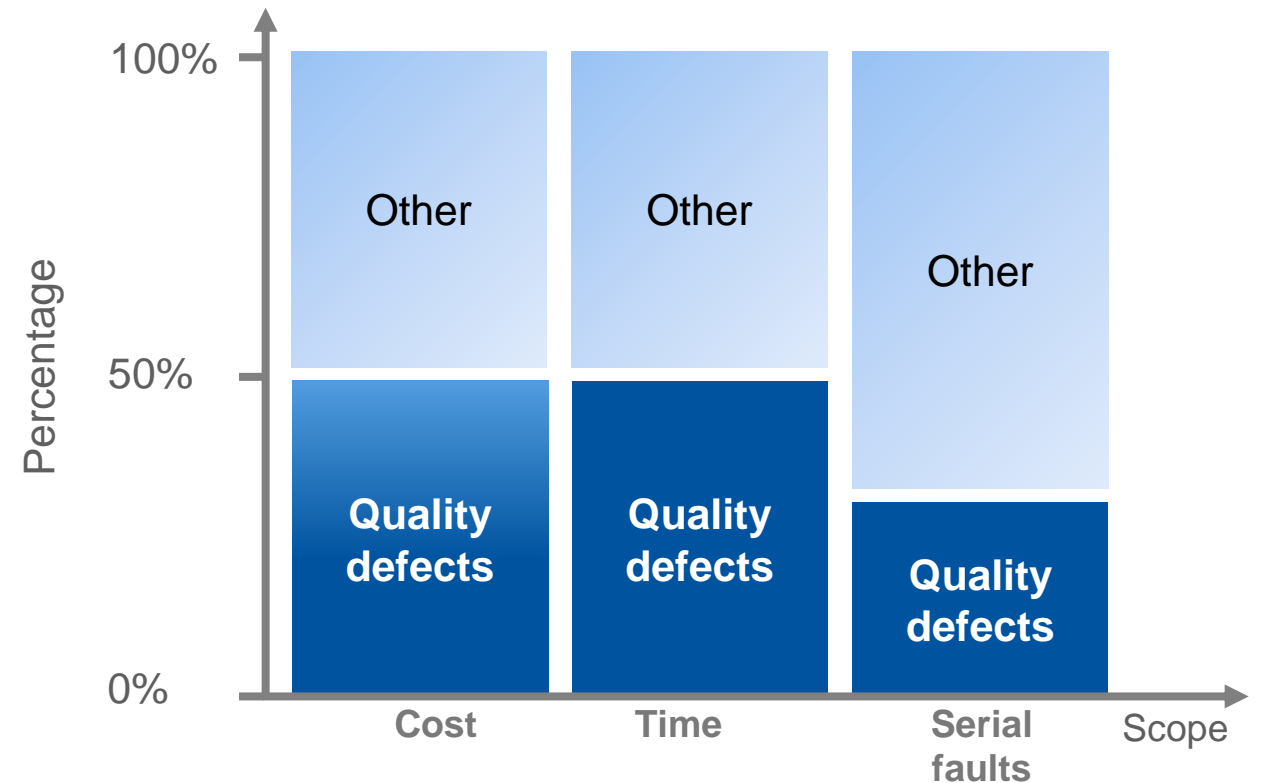 100%
Other
Other
Other
Percentage
50%
Quality
defects
Quality
defects
Quality
defects
0%
Cost
Time
Serial
faults
Scope